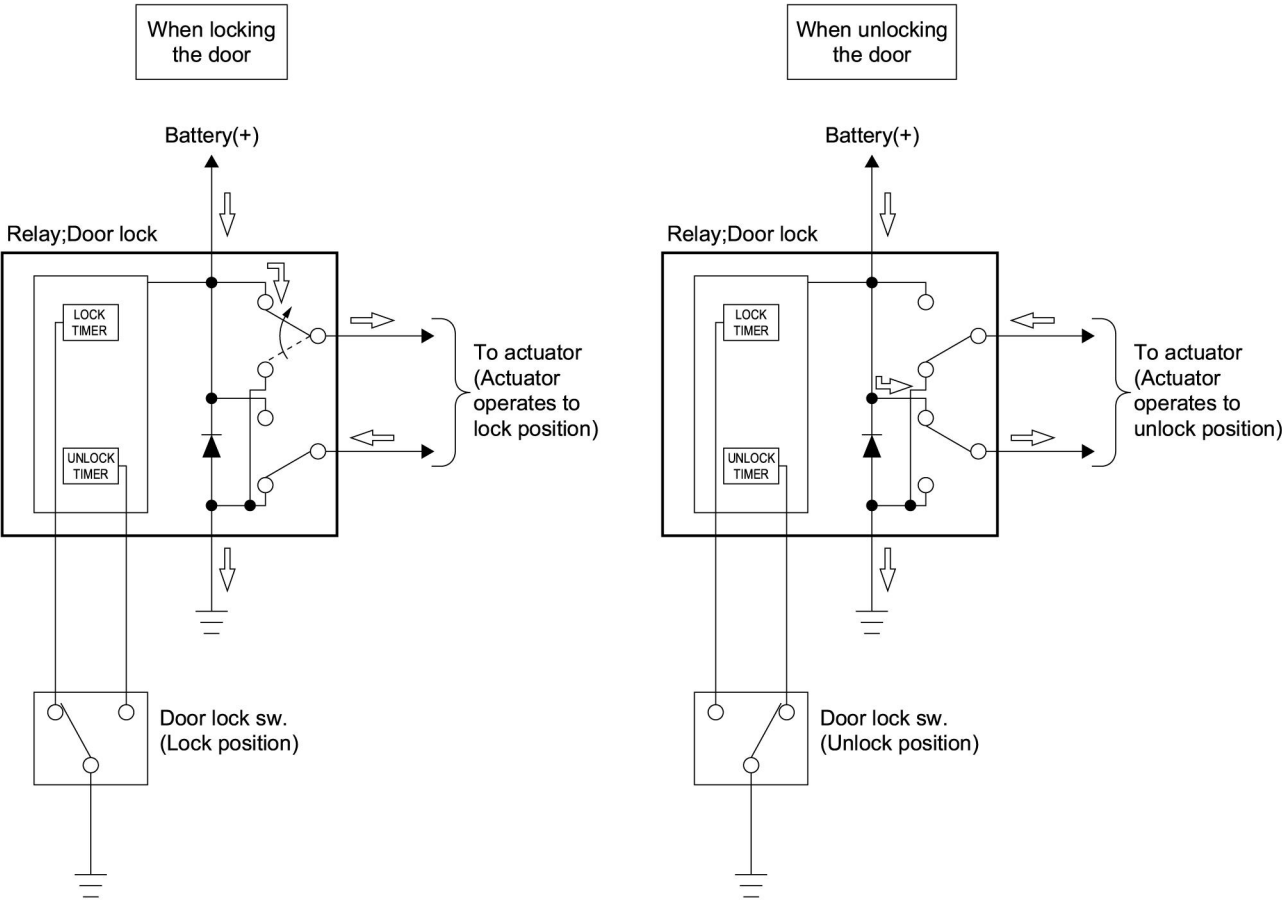 When locking
the door
Battery(+)
Relay;Door lock
LOCK
TIMER
UNLOCK
TIMER
To actuator
(Actuator
operates to
lock position)
Door lock sw.
(Lock position)
When unlocking
the door
Battery(+)
Relay;Door lock
LOCK
TIMER
UNLOCK
TIMER
To actuator
(Actuator
operates to
unlock position)
Door lock sw.
(Unlock position)